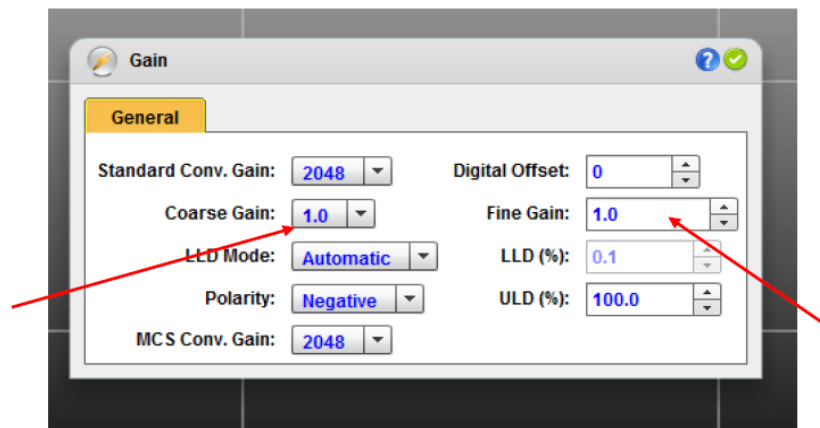 Gain
General
Standard Conv. Gain: 2048 Digital Offset: 0
Coarse Gain: 1.0 Fine Gain: 1.0
LLD Mode: Automatic LLD (%): 0.1
Polarity: Negative ULD (%): 100.0
MCS Conv. Gain: 2048